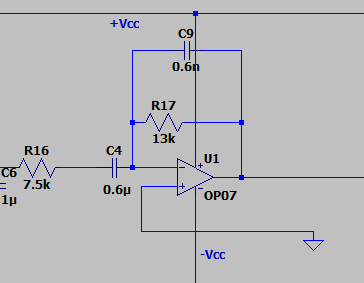 +Vcc
C9
0.6n
R17
13k
R16
C4
U1
C6
7.5k
0.6µ
OP07
1µ
-Vcc